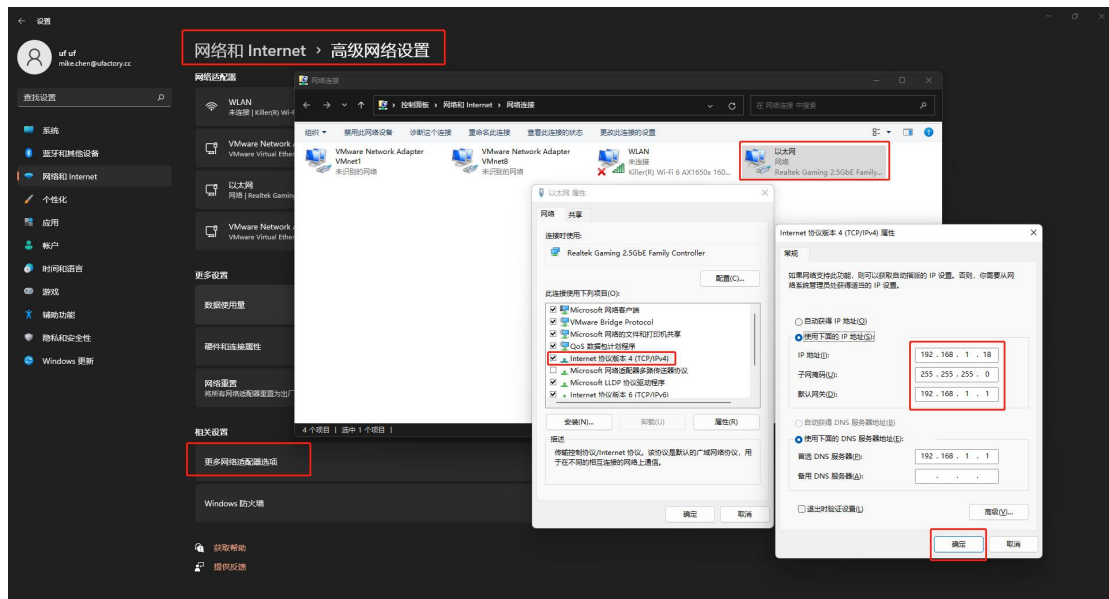 设置
uf uf
mike.chen@ufactory.cc
查找设置
系统
蓝牙和其他设备
网络和 Internet
个性化
应用
帐户
时间和语言
游戏
辅助功能
隐私和安全性
Windows 更新
网络和 Internet › 高级网络设置
网络适配器
WLAN
未连接 | Killer(R) Wi-F
VMware Network
VMware Virtual Ether
以太网
网络 | Realtek Gaming
VMware Network
VMware Virtual Ether
更多设置
数据使用量
硬件和连接属性
网络重置
将所有网络适配器重置为出厂
相关设置
更多网络适配器选项
Windows 防火墙
获取帮助
提供反馈
网络连接
控制面板 › 网络和 Internet › 网络连接
在 网络连接 中搜索
组织 禁用此网络设备 诊断这个连接 重命名此连接 查看此连接的状态 更改此连接的设置
VMware Network Adapter
VMnet1
未识别的网络
VMware Network Adapter
VMnet8
未识别的网络
WLAN
未连接
Killer(R) Wi-Fi 6 AX1650x 160...
以太网
网络
Realtek Gaming 2.5GbE Family...
4 个项目 | 选中 1 个项目 |
以太网 属性
网络 共享
连接时使用:
Realtek Gaming 2.5GbE Family Controller
配置(C)...
此连接使用下列项目(O):
Microsoft 网络客户端
VMware Bridge Protocol
Microsoft 网络的文件和打印机共享
QoS 数据包计划程序
Internet 协议版本 4 (TCP/IPv4)
Microsoft 网络适配器多路传送器协议
Microsoft LLDP 协议驱动程序
Internet 协议版本 6 (TCP/IPv6)
安装(N)... 卸载(U) 属性(R)
描述
传输控制协议/Internet 协议。该协议是默认的广域网络协议，用
于在不同的相互连接的网络上通信。
确定 取消
Internet 协议版本 4 (TCP/IPv4) 属性
常规
如果网络支持此功能，则可以获取自动指派的 IP 设置。否则，你需要从网
络系统管理员处获得适当的 IP 设置。
自动获得 IP 地址(O)
使用下面的 IP 地址(S):
IP 地址(I): 192 . 168 . 1 . 18
子网掩码(U): 255 . 255 . 255 . 0
默认网关(D): 192 . 168 . 1 . 1
自动获得 DNS 服务器地址(B)
使用下面的 DNS 服务器地址(E):
首选 DNS 服务器(P): 192 . 168 . 1 . 1
备用 DNS 服务器(A): . . .
退出时验证设置(L)
高级(V)...
确定 取消